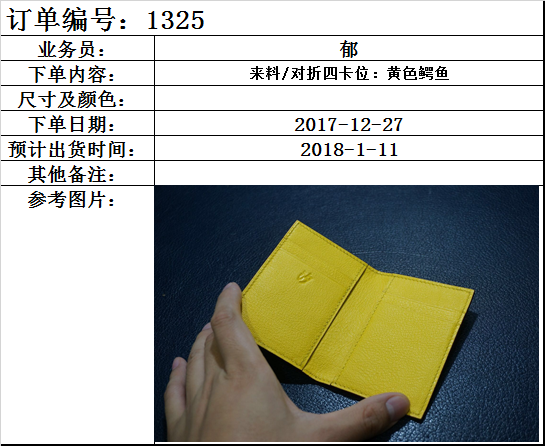 订单编号：1325
业务员： 郁
下单内容： 来料/对折四卡位：黄色鳄鱼
尺寸及颜色：
下单日期： 2017-12-27
预计出货时间： 2018-1-11
其他备注：
参考图片：